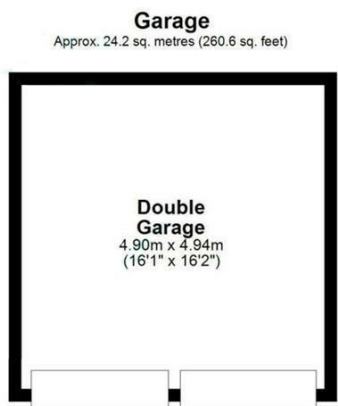 Garage
Approx. 24.2 sq. metres (260.6 sq. feet)
Double
Garage
4.90m x 4.94m
(16'1" x 16'2")